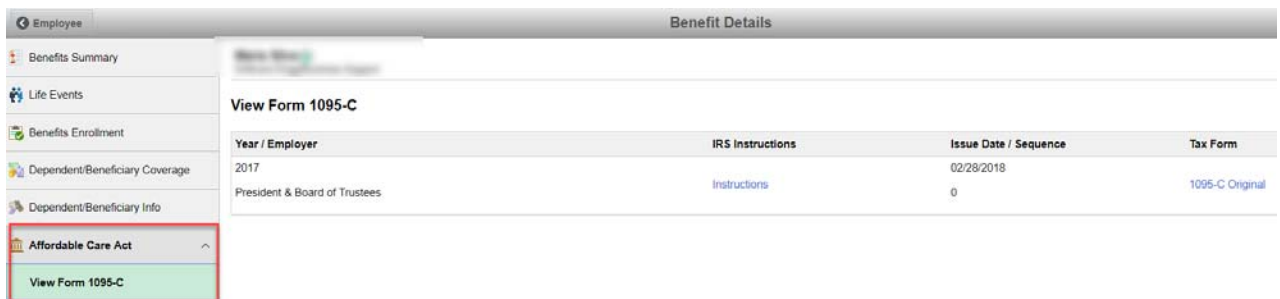 Employee
Benefit Details
Benefits Summary
Life Events
Benefits Enrollment
Dependent/Beneficiary Coverage
Dependent/Beneficiary Info
Affordable Care Act
View Form 1095-C
View Form 1095-C
Year / Employer IRS Instructions Issue Date / Sequence Tax Form
2017 02/28/2018
President & Board of Trustees Instructions 0 1095-C Original